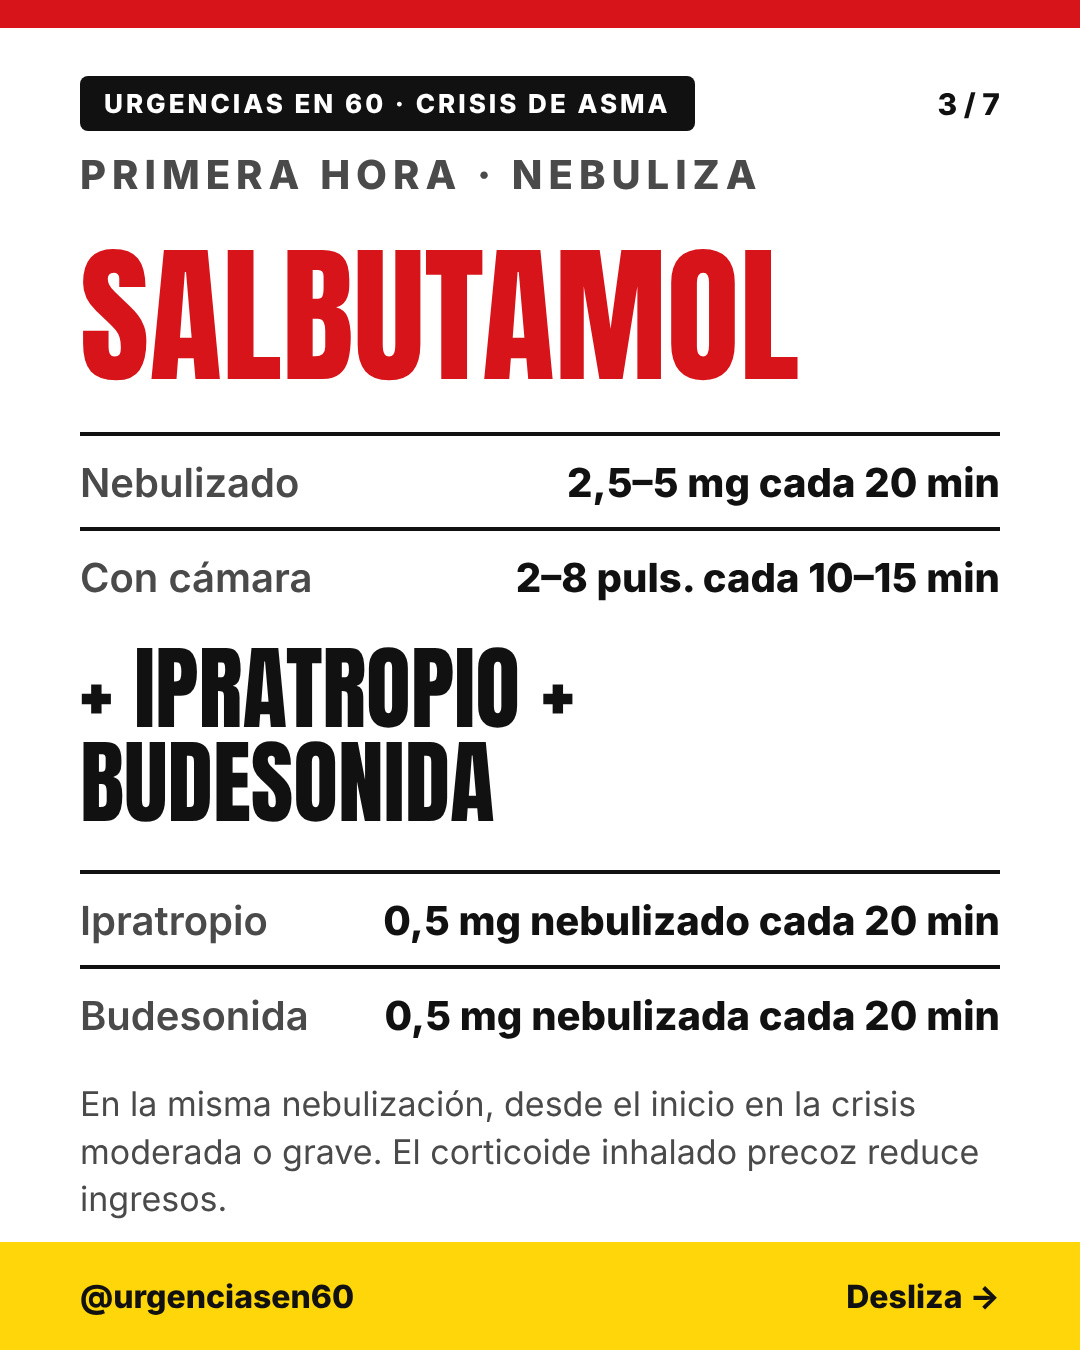 URGENCIAS EN 60 · CRISIS DE ASMA
3 / 7
PRIMERA HORA · NEBULIZA
SALBUTAMOL
Nebulizado 2,5–5 mg cada 20 min
Con cámara 2–8 puls. cada 10–15 min
+ IPRATROPIO +
BUDESONIDA
Ipratropio 0,5 mg nebulizado cada 20 min
Budesonida 0,5 mg nebulizada cada 20 min
En la misma nebulización, desde el inicio en la crisis
moderada o grave. El corticoide inhalado precoz reduce
ingresos.
@urgenciasen60
Desliza →